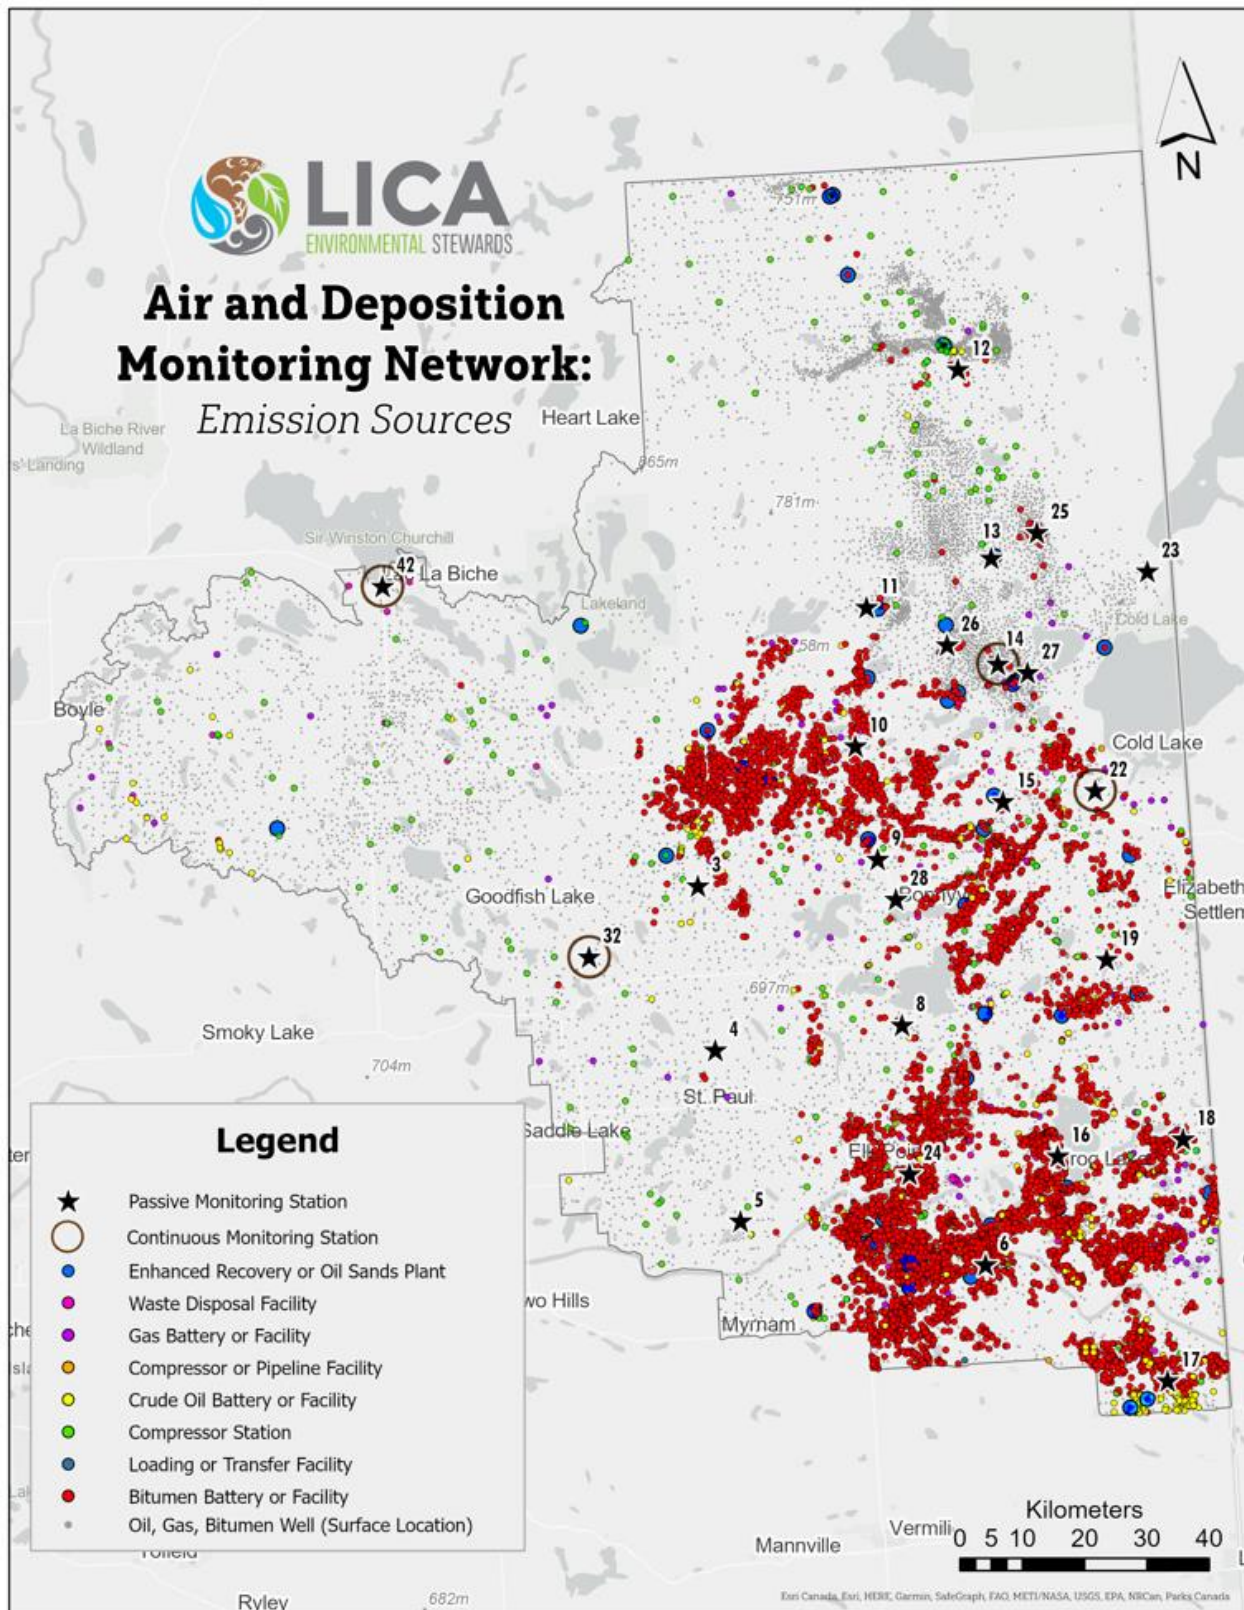 LICA
ENVIRONMENTAL STEWARDS
Air and Deposition
Monitoring Network:
Emission Sources
N
751m
12
Heart Lake
La Biche River
Wildland
s' Landing
865m
781m
25
13
23
Sir Winston Churchill
42
La Biche
11
Lakeland
Cold Lake
26
14
58m
27
Boyle
10
Cold Lake
22
15
9
3
28
Goodfish Lake
Elizabeth
Settlem
32
19
697m
8
Smoky Lake
4
704m
St. Paul
Saddle Lake
18
16
24
5
6
wo Hills
Myrnam
17
Legend
Passive Monitoring Station
Continuous Monitoring Station
Enhanced Recovery or Oil Sands Plant
Waste Disposal Facility
Gas Battery or Facility
Compressor or Pipeline Facility
Crude Oil Battery or Facility
Compressor Station
Loading or Transfer Facility
Bitumen Battery or Facility
Oil, Gas, Bitumen Well (Surface Location)
Kilometers
0 5 10 20 30 40
Vermili
Mannville
Ryley
682m
Esri Canada, Esri, HERE, Garmin, SafeGraph, FAO, METI/NASA, USGS, EPA, NRCan, Parks Canada